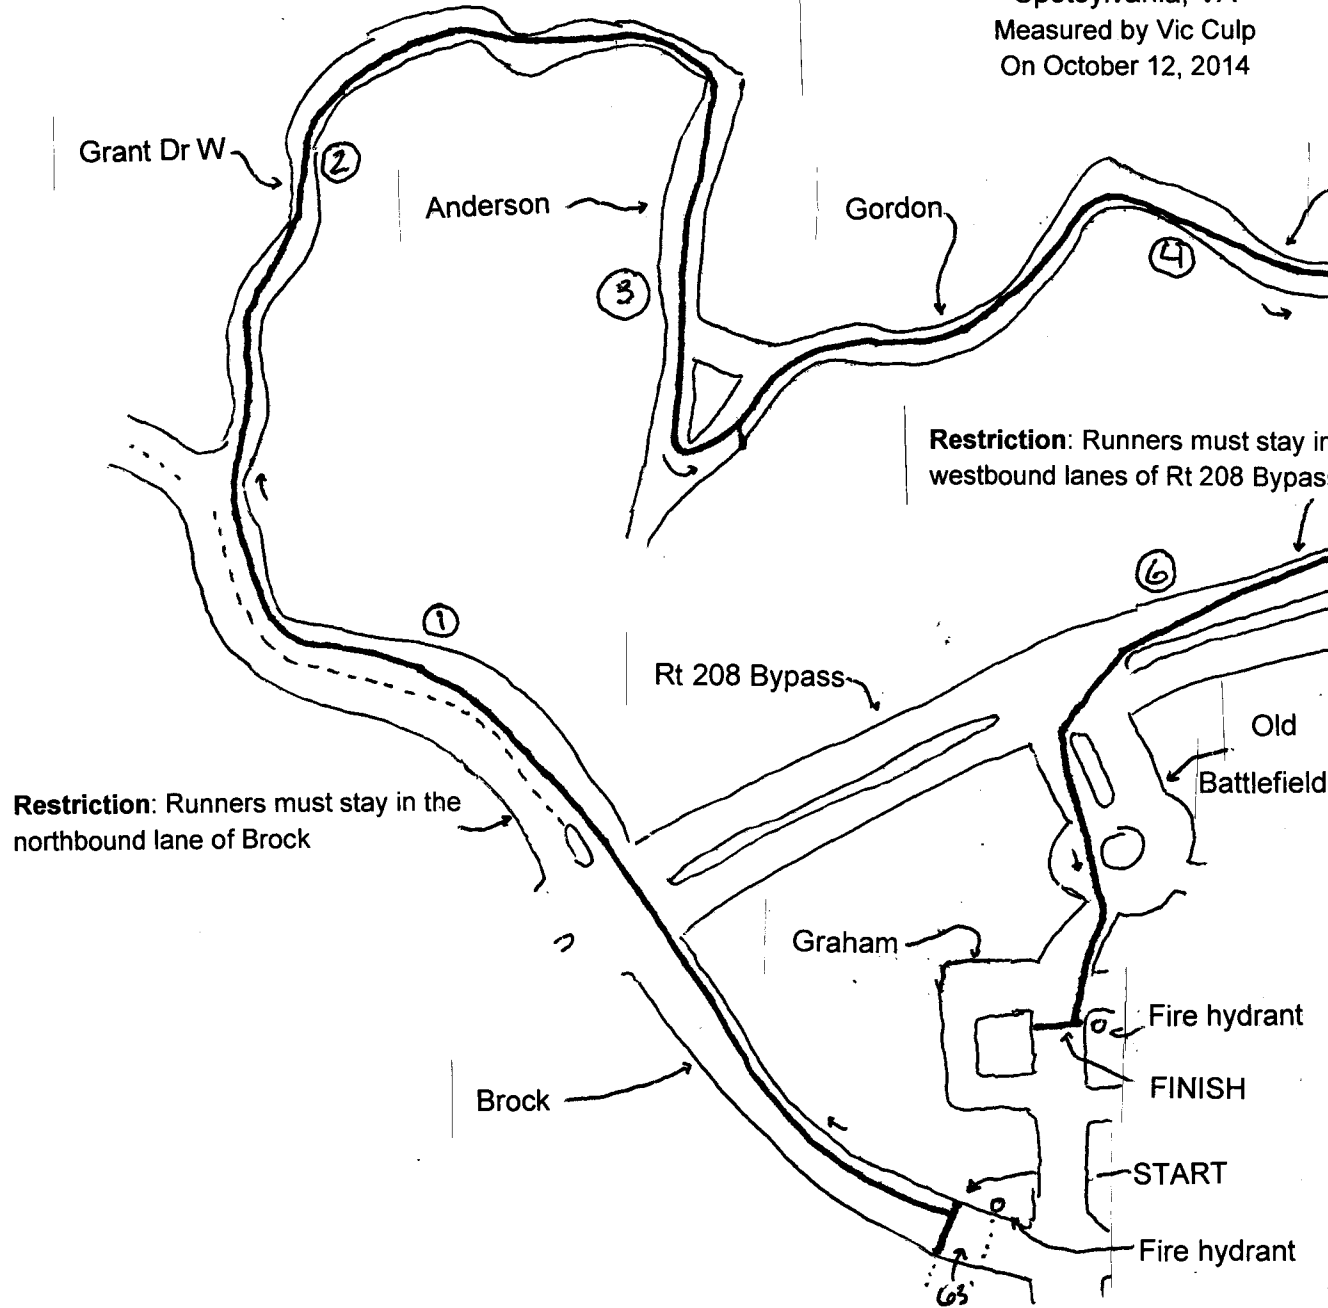 Measured by Vic Culp
On October 12, 2014
Grant Dr W
2
Anderson
Gordon
3
4
Restriction: Runners must stay in
westbound lanes of Rt 208 Bypass
6
1
Rt 208 Bypass
Old
Battlefield
Restriction: Runners must stay in the
northbound lane of Brock
Graham
Fire hydrant
FINISH
Brock
START
Fire hydrant
63'